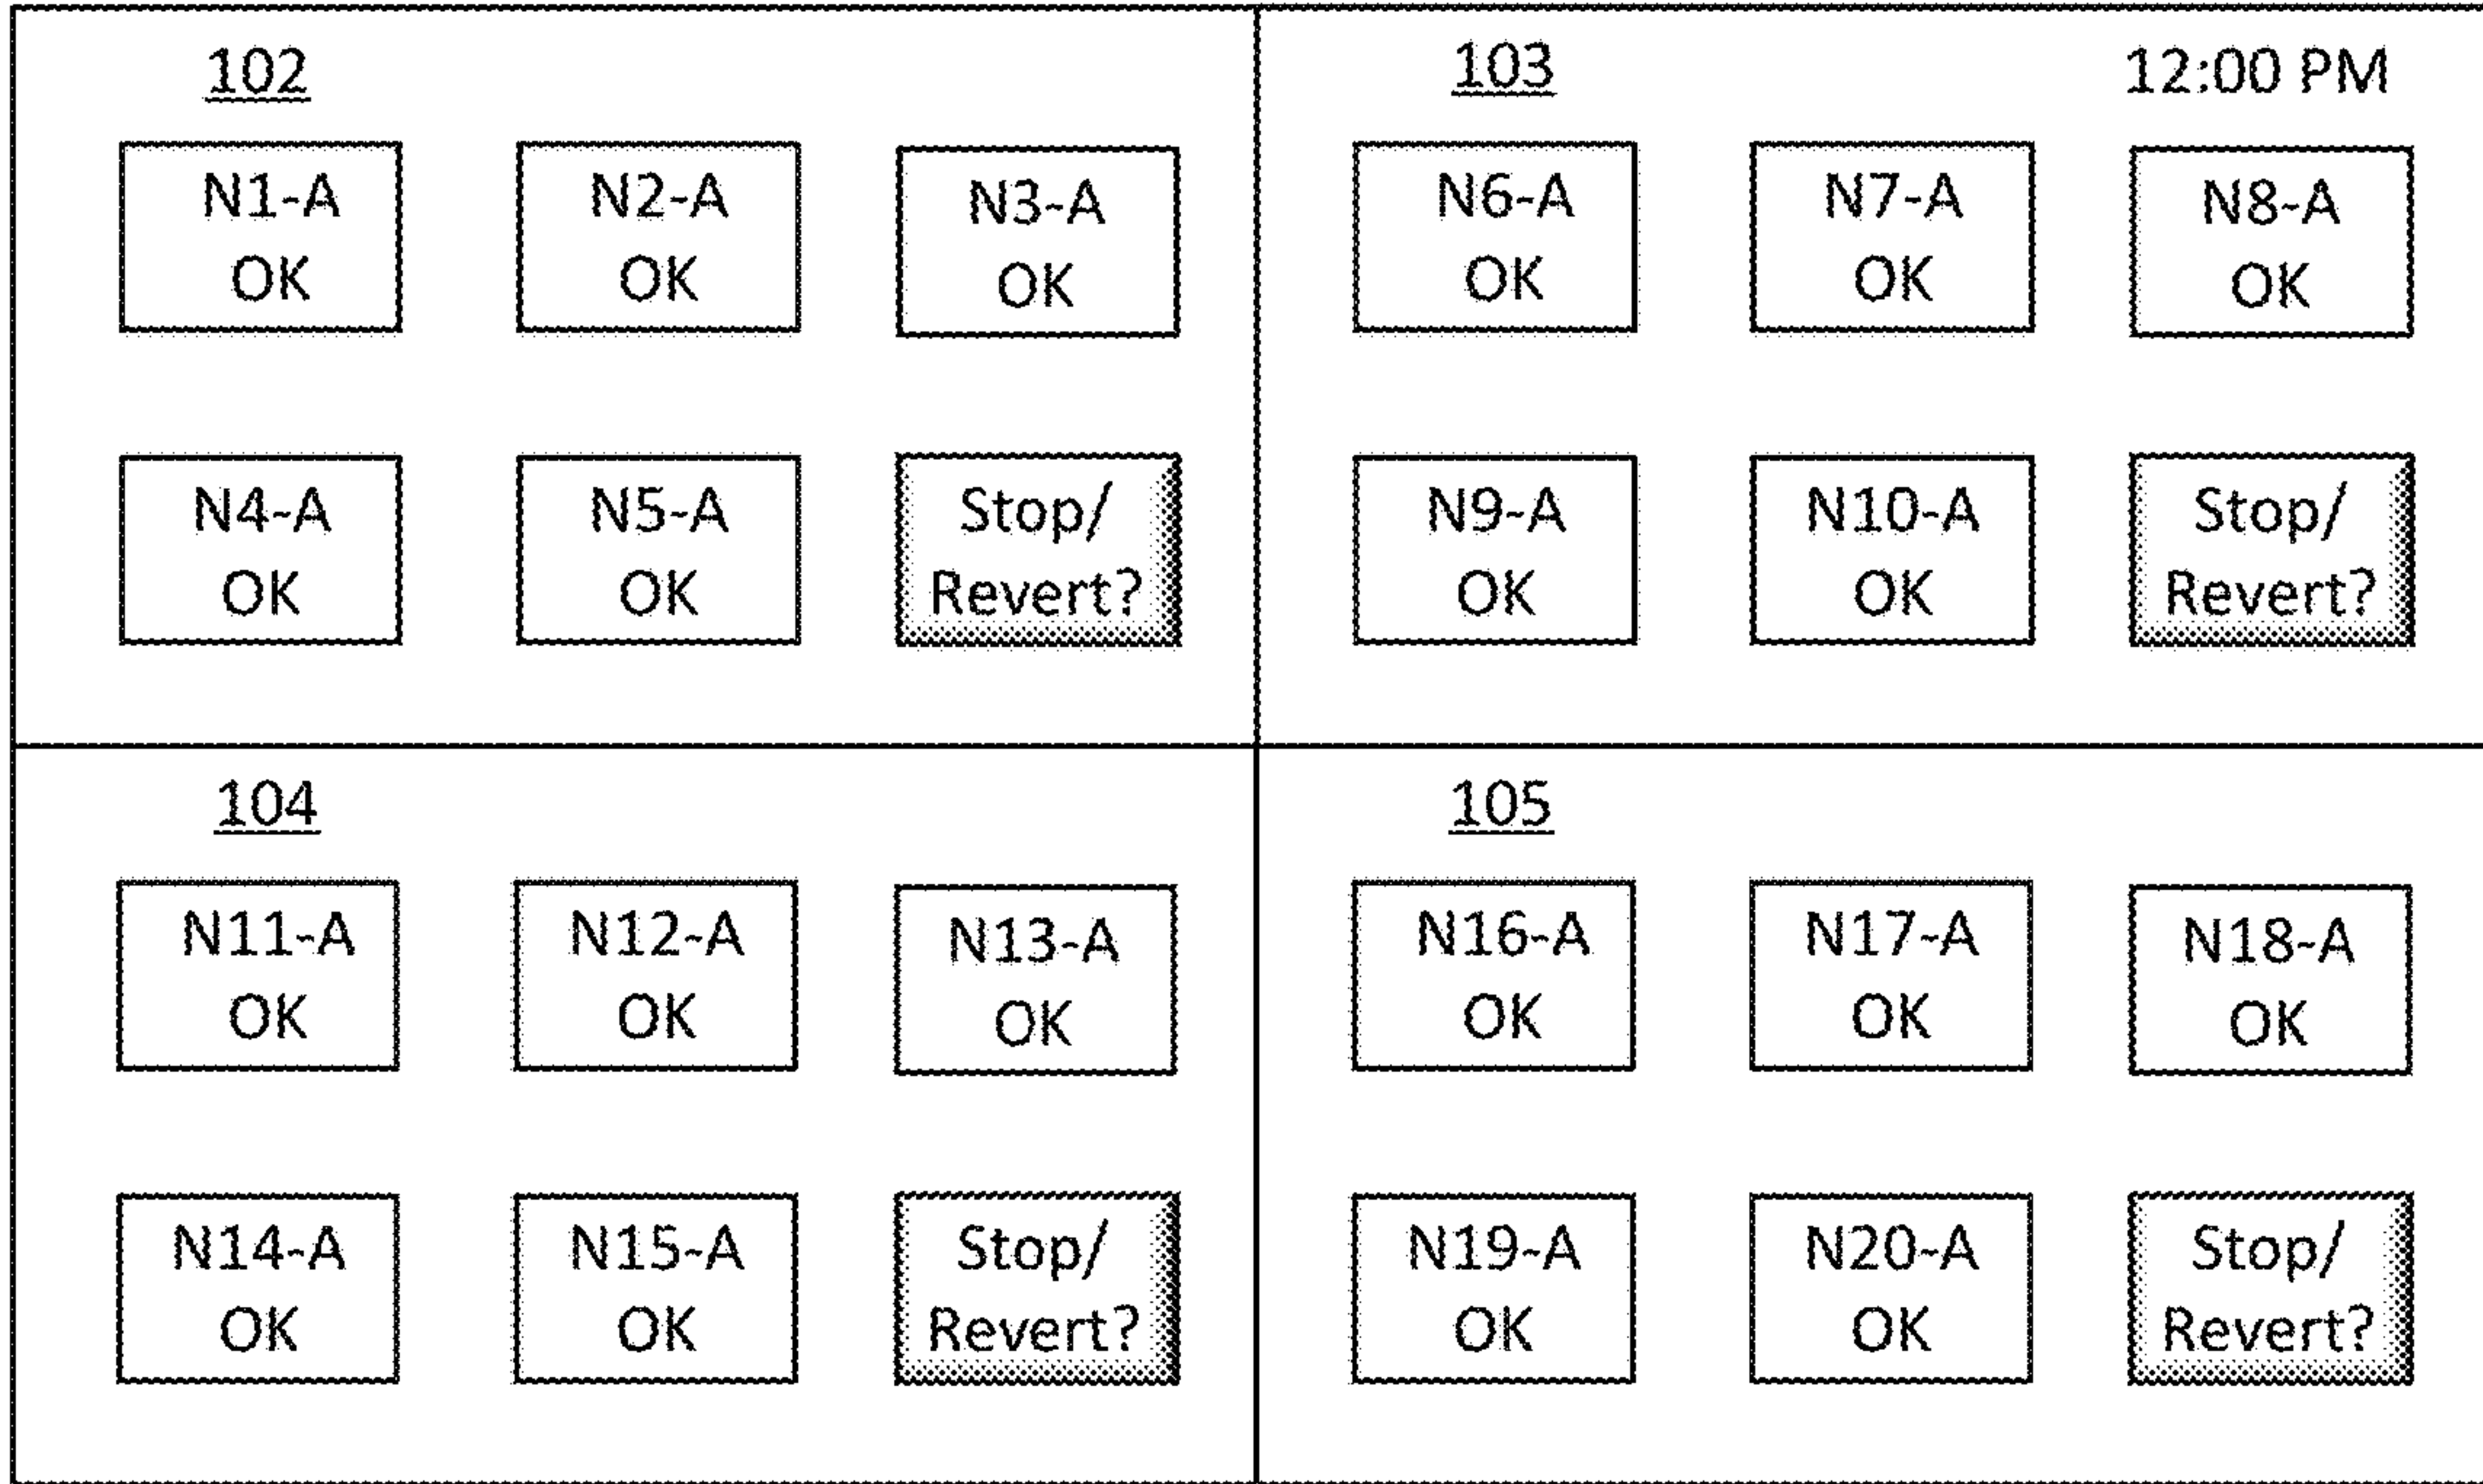 102
N1-A
OK
N2-A
OK
N3-A
OK
N4-A
OK
N5-A
OK
Stop/
Revert?
103
12:00 PM
N6-A
OK
N7-A
OK
N8-A
OK
N9-A
OK
N10-A
OK
Stop/
Revert?
104
N11-A
OK
N12-A
OK
N13-A
OK
N14-A
OK
N15-A
OK
Stop/
Revert?
105
N16-A
OK
N17-A
OK
N18-A
OK
N19-A
OK
N20-A
OK
Stop/
Revert?